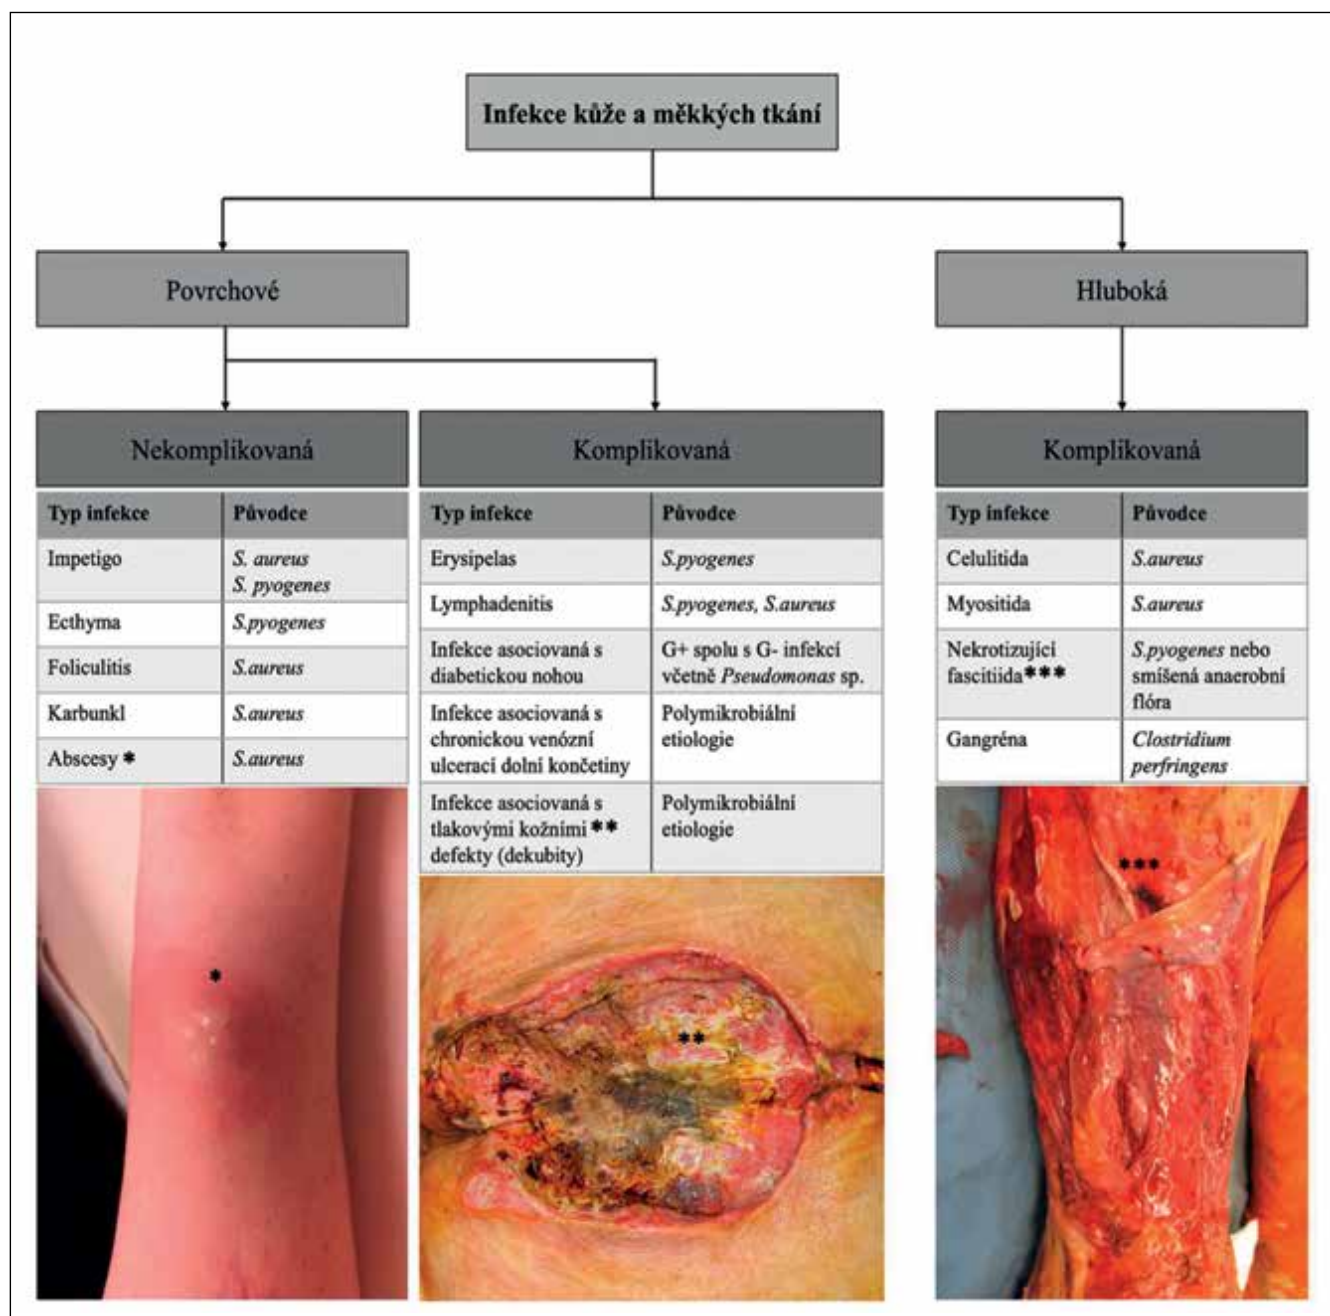 Infekce kůže a měkkých tkání
Povrchové
Hluboká
Nekomplikovaná
Komplikovaná
Komplikovaná
Typ infekce
Původce
Impetigo
S. aureus
S. pyogenes
Ecthyma
S.pyogenes
Foliculitis
S.aureus
Karbunkl
S.aureus
Abscesy *
S.aureus
*
Typ infekce
Původce
Erysipelas
S.pyogenes
Lymphadenitis
S.pyogenes, S.aureus
Infekce asociovaná s
diabetickou nohou
G+ spolu s G- infekcí
včetně Pseudomonas sp.
Infekce asociovaná s
chronickou venózní
ulcerací dolní končetiny
Polymikrobiální
etiologie
Infekce asociovaná s
tlakovými kožními **
defekty (dekubity)
Polymikrobiální
etiologie
**
Typ infekce
Původce
Celulitida
S.aureus
Myositida
S.aureus
Nekrotizující
fascitiida***
S.pyogenes nebo
smíšená anaerobní
flóra
Gangréna
Clostridium
perfringens
***